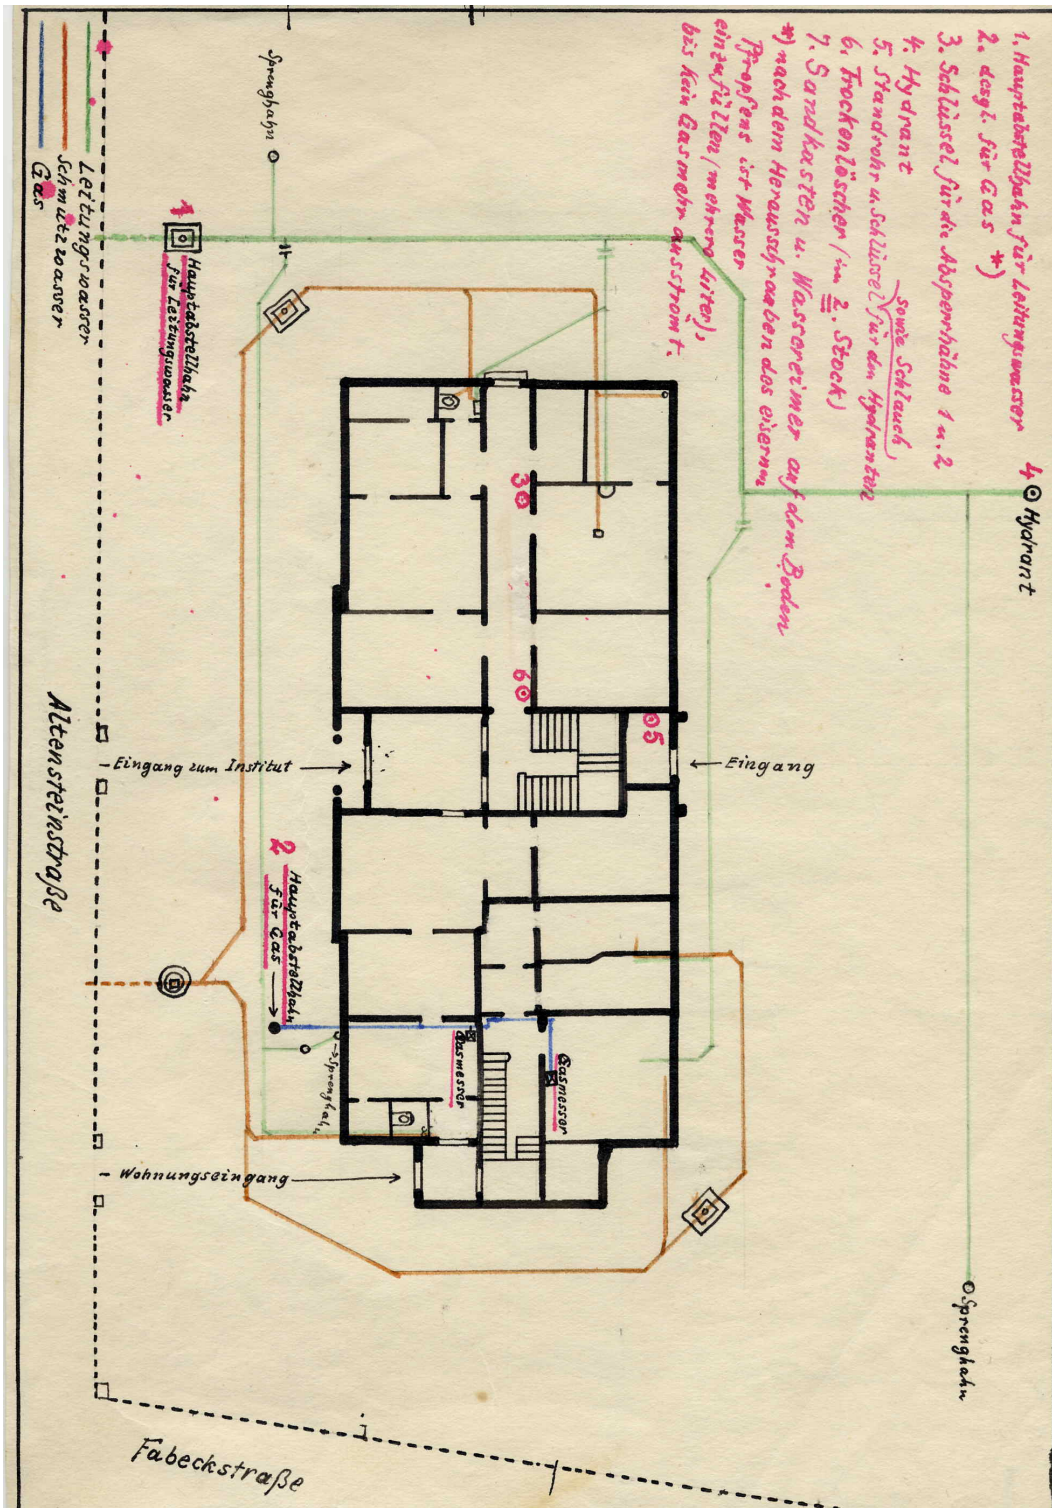 1. Hauptabstellhahn für Leitungswasser
2. desgl. für Gas *)
3. Schlüssel für die Absperrhähne 1 u. 2
4. Hydrant
sowie Schlauch
5. Standrohr u. Schlüssel für den Hydranten
6. Trockenlöscher (im 2. Stock)
7. Sandkasten u. Wassereimer auf dem Boden
*) nach dem Herausschrauben des eisernen
Pfropfens ist Wasser
einzufüllen (mehrere Liter),
bis kein Gas mehr ausströmt.
4
Hydrant
Sprenghahn
Leitungswasser
Schmutzwasser
Gas
1
Hauptabstellhahn
für Leitungswasser
3
6
5
Eingang zum Institut
Eingang
Altensteinstraße
2
Hauptabstellhahn
für Gas
Sprenghahn
Gasmesser
Gasmesser
Wohnungseingang
Sprenghahn
Fabeckstraße